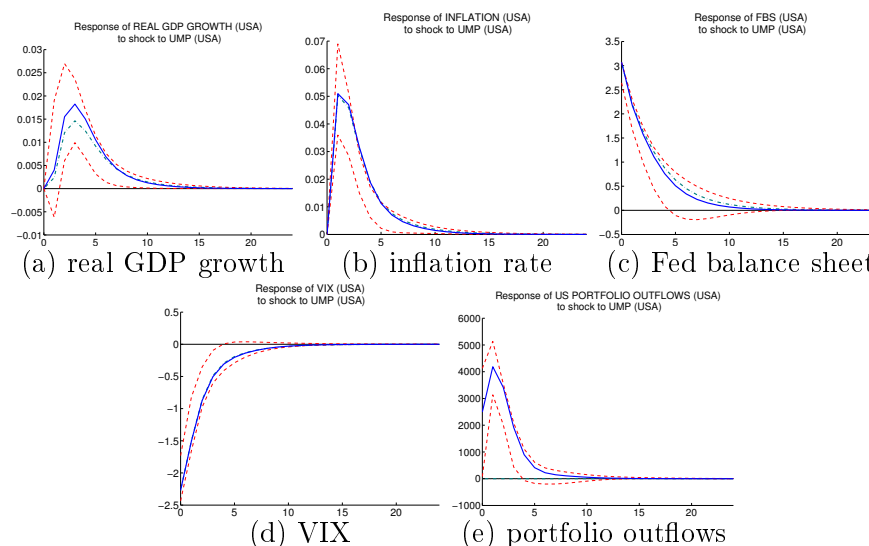 Response of REAL GDP GROWTH (USA)
to shock to UMP (USA)
0.03
0.025
0.02
0.015
0.01
0.005
0
−0.005
−0.01
0 5 10 15 20
(a) real GDP growth
Response of INFLATION (USA)
to shock to UMP (USA)
0.07
0.06
0.05
0.04
0.03
0.02
0.01
0
0 5 10 15 20
(b) inflation rate
Response of FBS (USA)
to shock to UMP (USA)
3.5
3
2.5
2
1.5
1
0.5
0
−0.5
0 5 10 15 20
(c) Fed balance sheet
Response of VIX (USA)
to shock to UMP (USA)
0.5
0
−0.5
−1
−1.5
−2
−2.5
0 5 10 15 20
(d) VIX
Response of US PORTFOLIO OUTFLOWS (USA)
to shock to UMP (USA)
6000
5000
4000
3000
2000
1000
0
−1000
0 5 10 15 20
(e) portfolio outflows